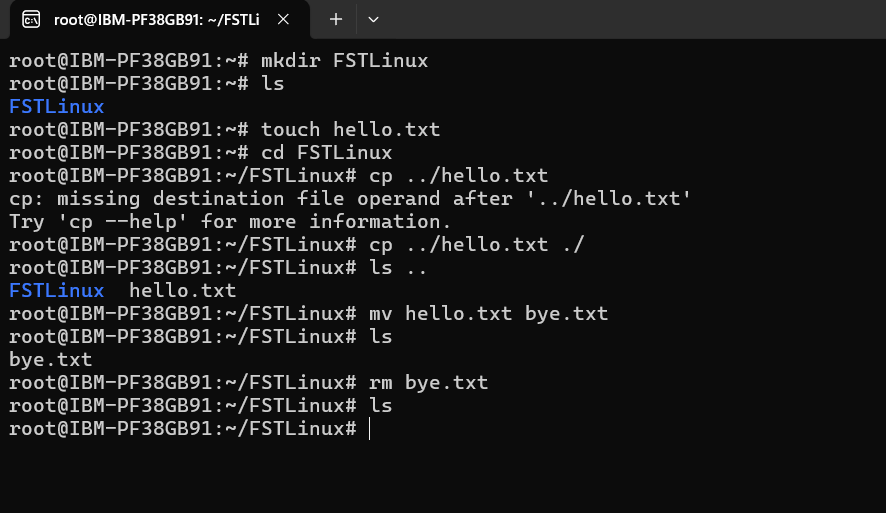 root@IBM-PF38GB91: ~/FSTLi
root@IBM-PF38GB91:~# mkdir FSTLinux
root@IBM-PF38GB91:~# ls
FSTLinux
root@IBM-PF38GB91:~# touch hello.txt
root@IBM-PF38GB91:~# cd FSTLinux
root@IBM-PF38GB91:~/FSTLinux# cp ../hello.txt
cp: missing destination file operand after '../hello.txt'
Try 'cp --help' for more information.
root@IBM-PF38GB91:~/FSTLinux# cp ../hello.txt ./
root@IBM-PF38GB91:~/FSTLinux# ls ..
FSTLinux  hello.txt
root@IBM-PF38GB91:~/FSTLinux# mv hello.txt bye.txt
root@IBM-PF38GB91:~/FSTLinux# ls
bye.txt
root@IBM-PF38GB91:~/FSTLinux# rm bye.txt
root@IBM-PF38GB91:~/FSTLinux# ls
root@IBM-PF38GB91:~/FSTLinux#